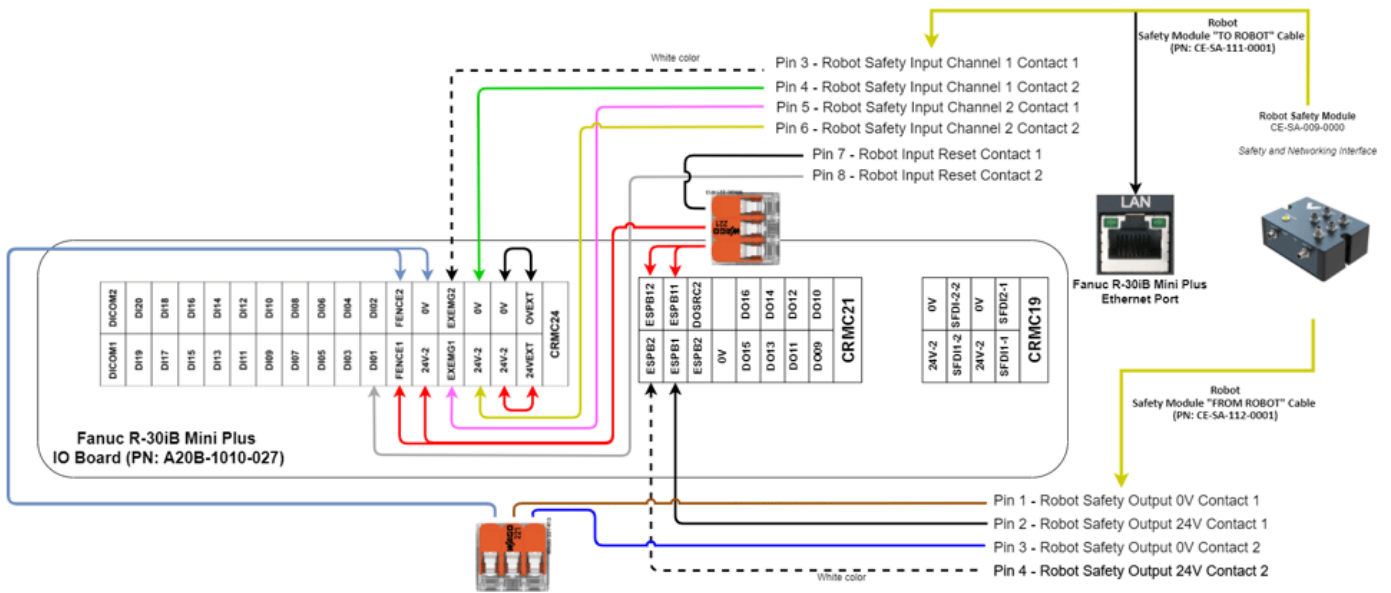 Robot
Safety Module "TO ROBOT" Cable
(PN: CE-SA-111-0001)
White color
Pin 3 - Robot Safety Input Channel 1 Contact 1
Pin 4 - Robot Safety Input Channel 1 Contact 2
Pin 5 - Robot Safety Input Channel 2 Contact 1
Pin 6 - Robot Safety Input Channel 2 Contact 2
Pin 7 - Robot Input Reset Contact 1
Pin 8 - Robot Input Reset Contact 2
Robot Safety Module
CE-SA-009-0000
Safety and Networking Interface
LAN
Fanuc R-30iB Mini Plus
Ethernet Port
221
WAGO
DICOM2 DI20 DI18 DI16 DI14 DI12 DI10 DI08 DI06 DI04 DI02 FENCE2 0V EXEMG2 0V 0V OVEXT
DICOM1 DI19 DI17 DI15 DI13 DI11 DI09 DI07 DI05 DI03 DI01 FENCE1 24V-2 EXEMG1 24V-2 24V-2 24VEXT
CRMC24
ESPB12 ESPB11 DOSRC2 DO16 DO14 DO12 DO10
ESPB2 ESPB1 ESPB2 0V DO15 DO13 DO11 DO09
CRMC21
0V SFDI2-2 0V SFDI2-1
24V-2 SFDI1-2 24V-2 SFDI1-1
CRMC19
Fanuc R-30iB Mini Plus
IO Board (PN: A20B-1010-027)
Robot
Safety Module "FROM ROBOT" Cable
(PN: CE-SA-112-0001)
WAGO
221
Pin 1 - Robot Safety Output 0V Contact 1
Pin 2 - Robot Safety Output 24V Contact 1
Pin 3 - Robot Safety Output 0V Contact 2
Pin 4 - Robot Safety Output 24V Contact 2
White color